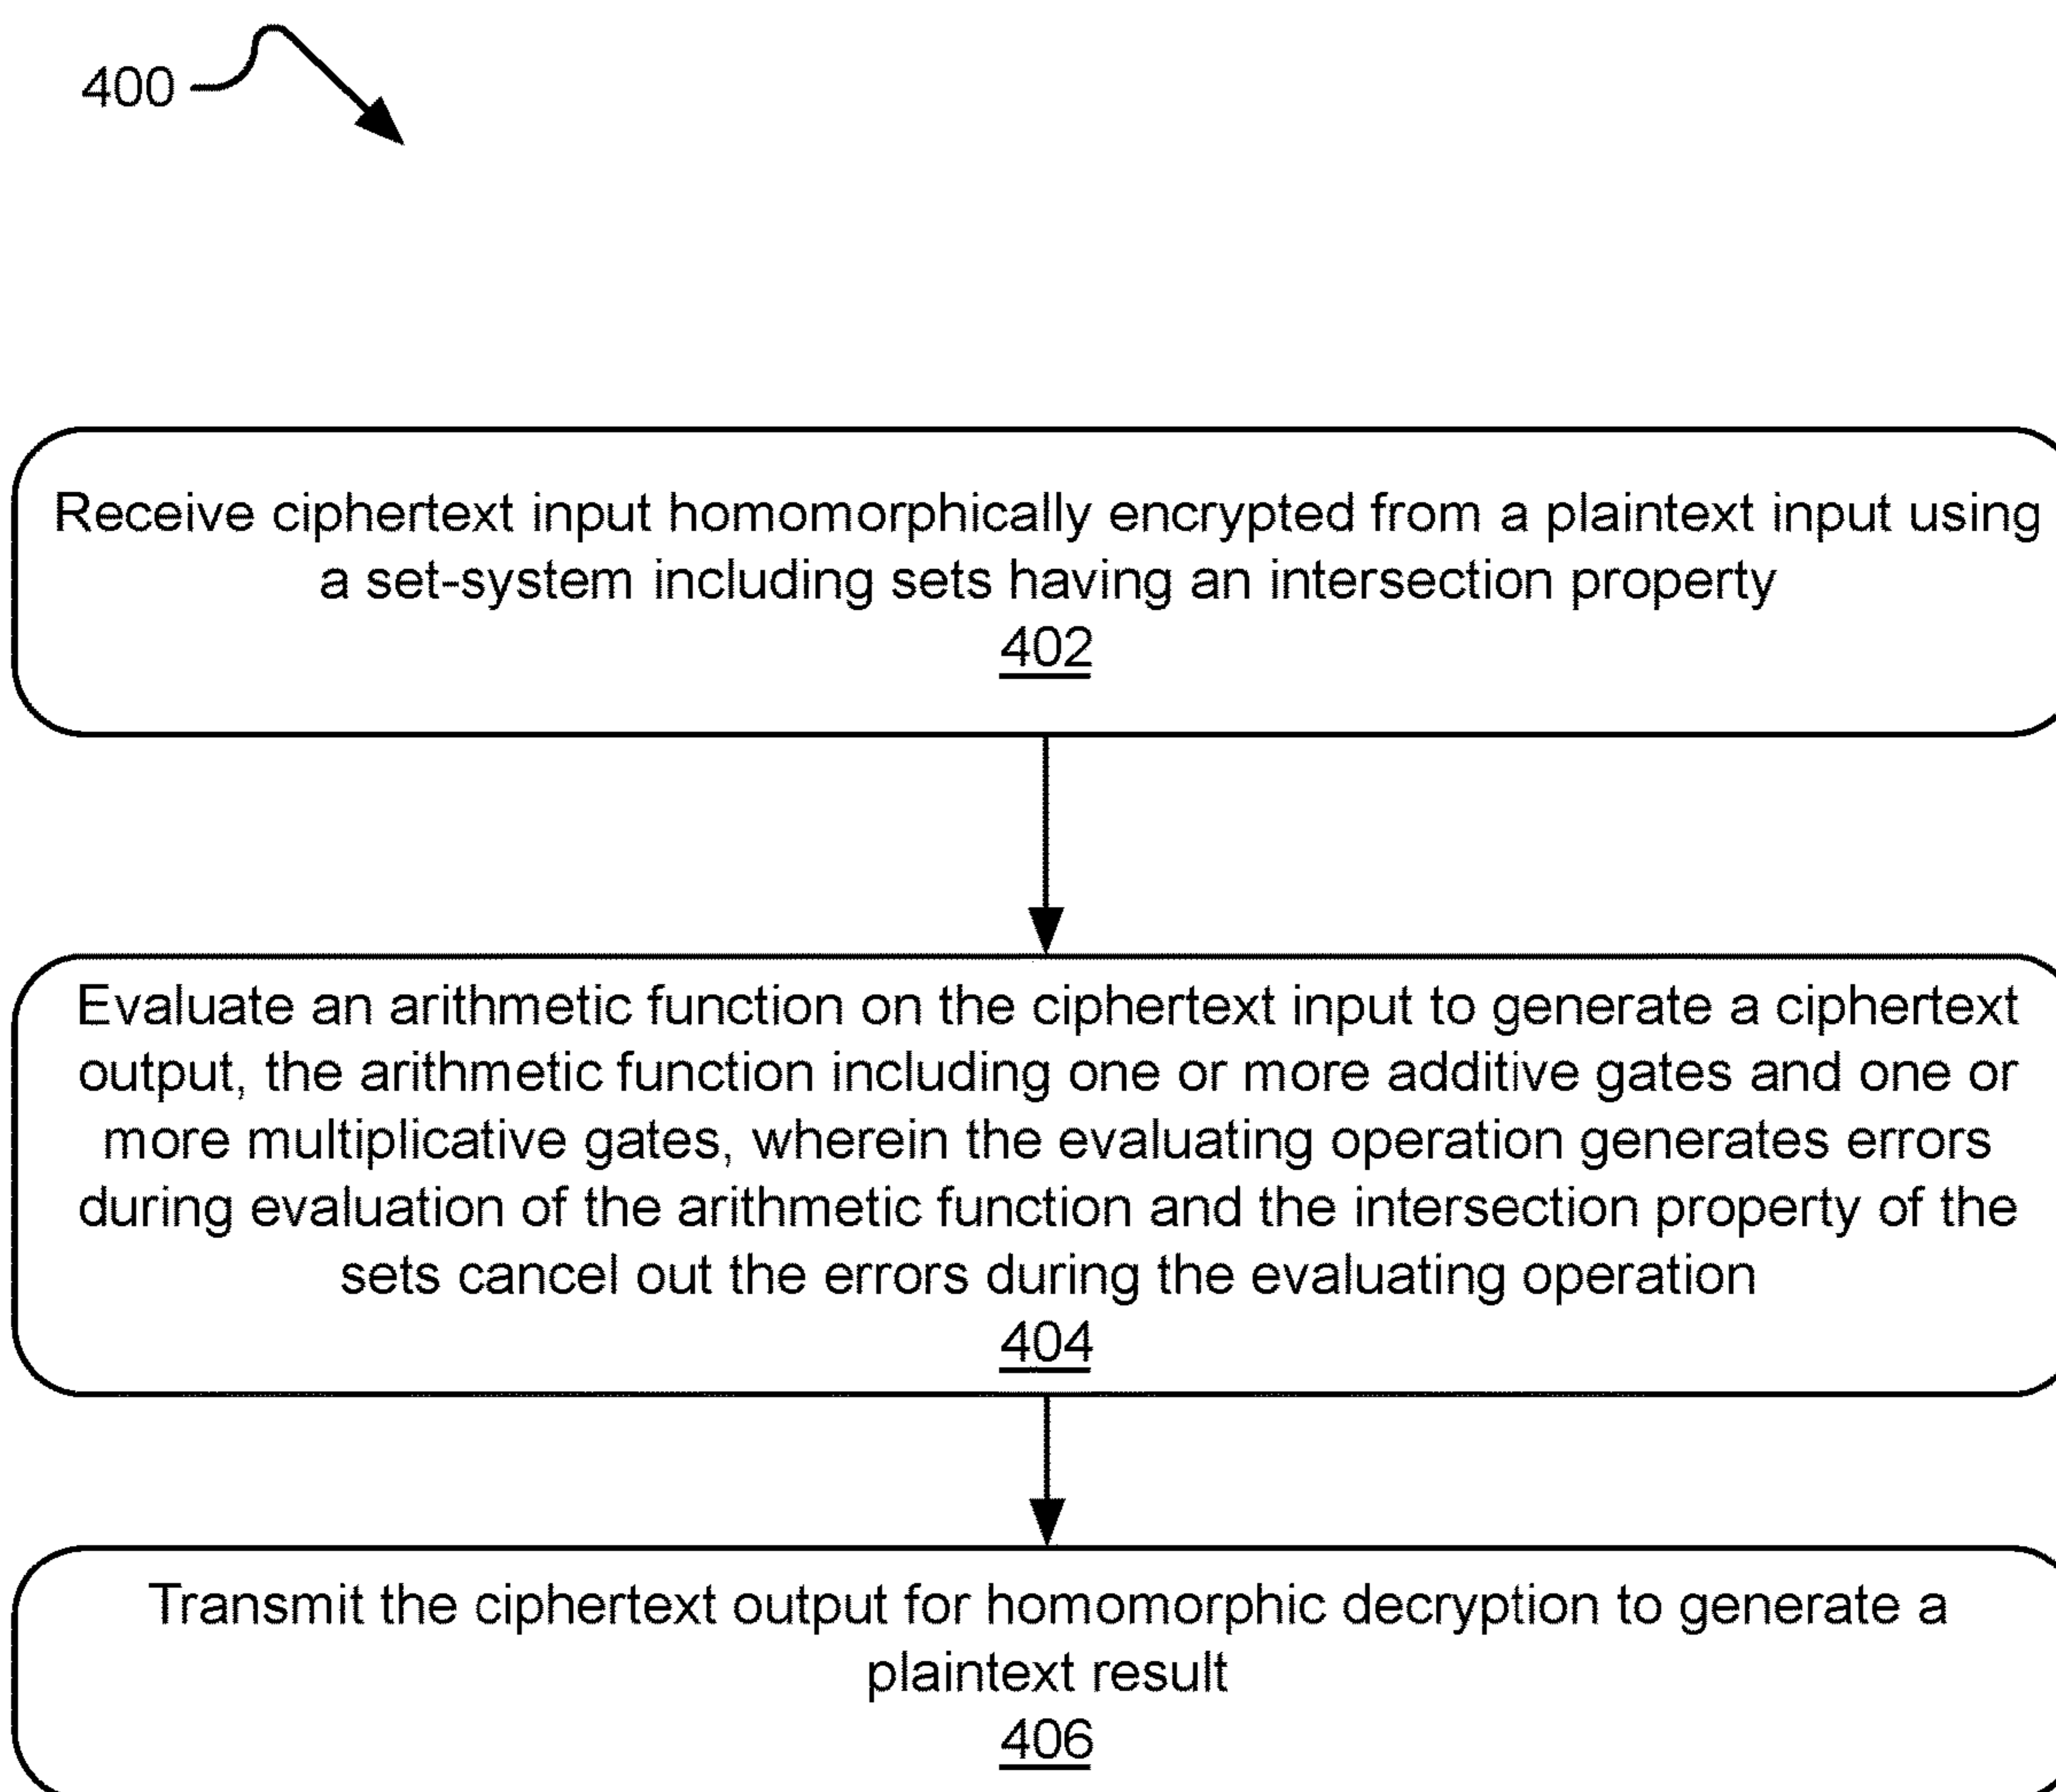 400
Receive ciphertext input homomorphically encrypted from a plaintext input using
a set-system including sets having an intersection property
402
Evaluate an arithmetic function on the ciphertext input to generate a ciphertext
output, the arithmetic function including one or more additive gates and one or
more multiplicative gates, wherein the evaluating operation generates errors
during evaluation of the arithmetic function and the intersection property of the
sets cancel out the errors during the evaluating operation
404
Transmit the ciphertext output for homomorphic decryption to generate a
plaintext result
406